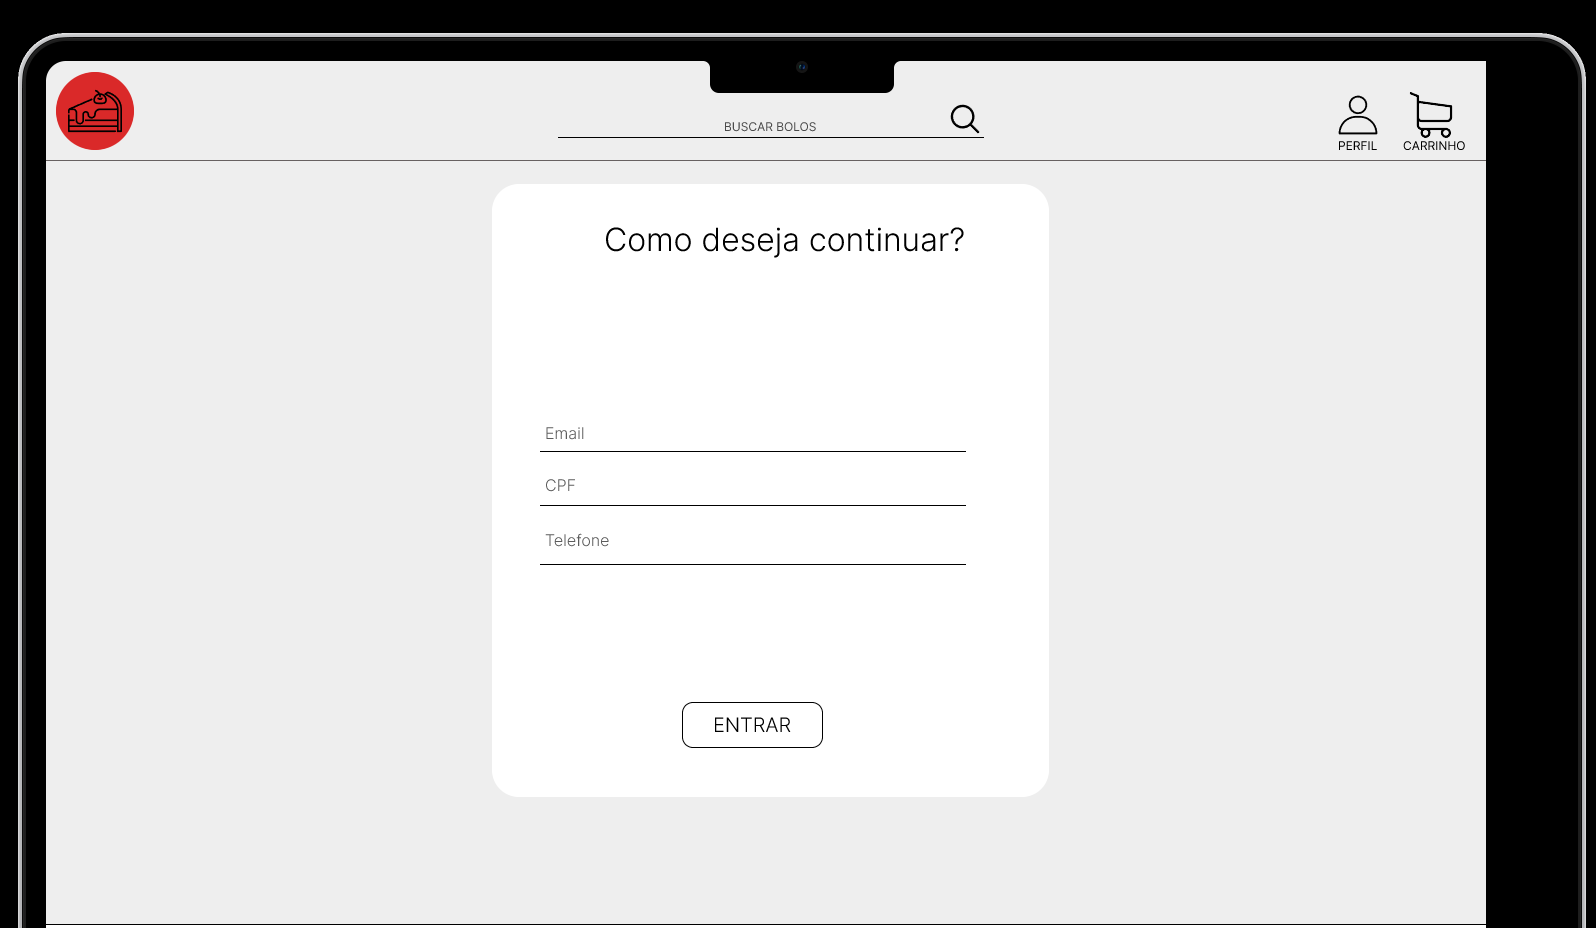 BUSCAR BOLOS
PERFIL
CARRINHO
Como deseja continuar?
Email
CPF
Telefone
ENTRAR